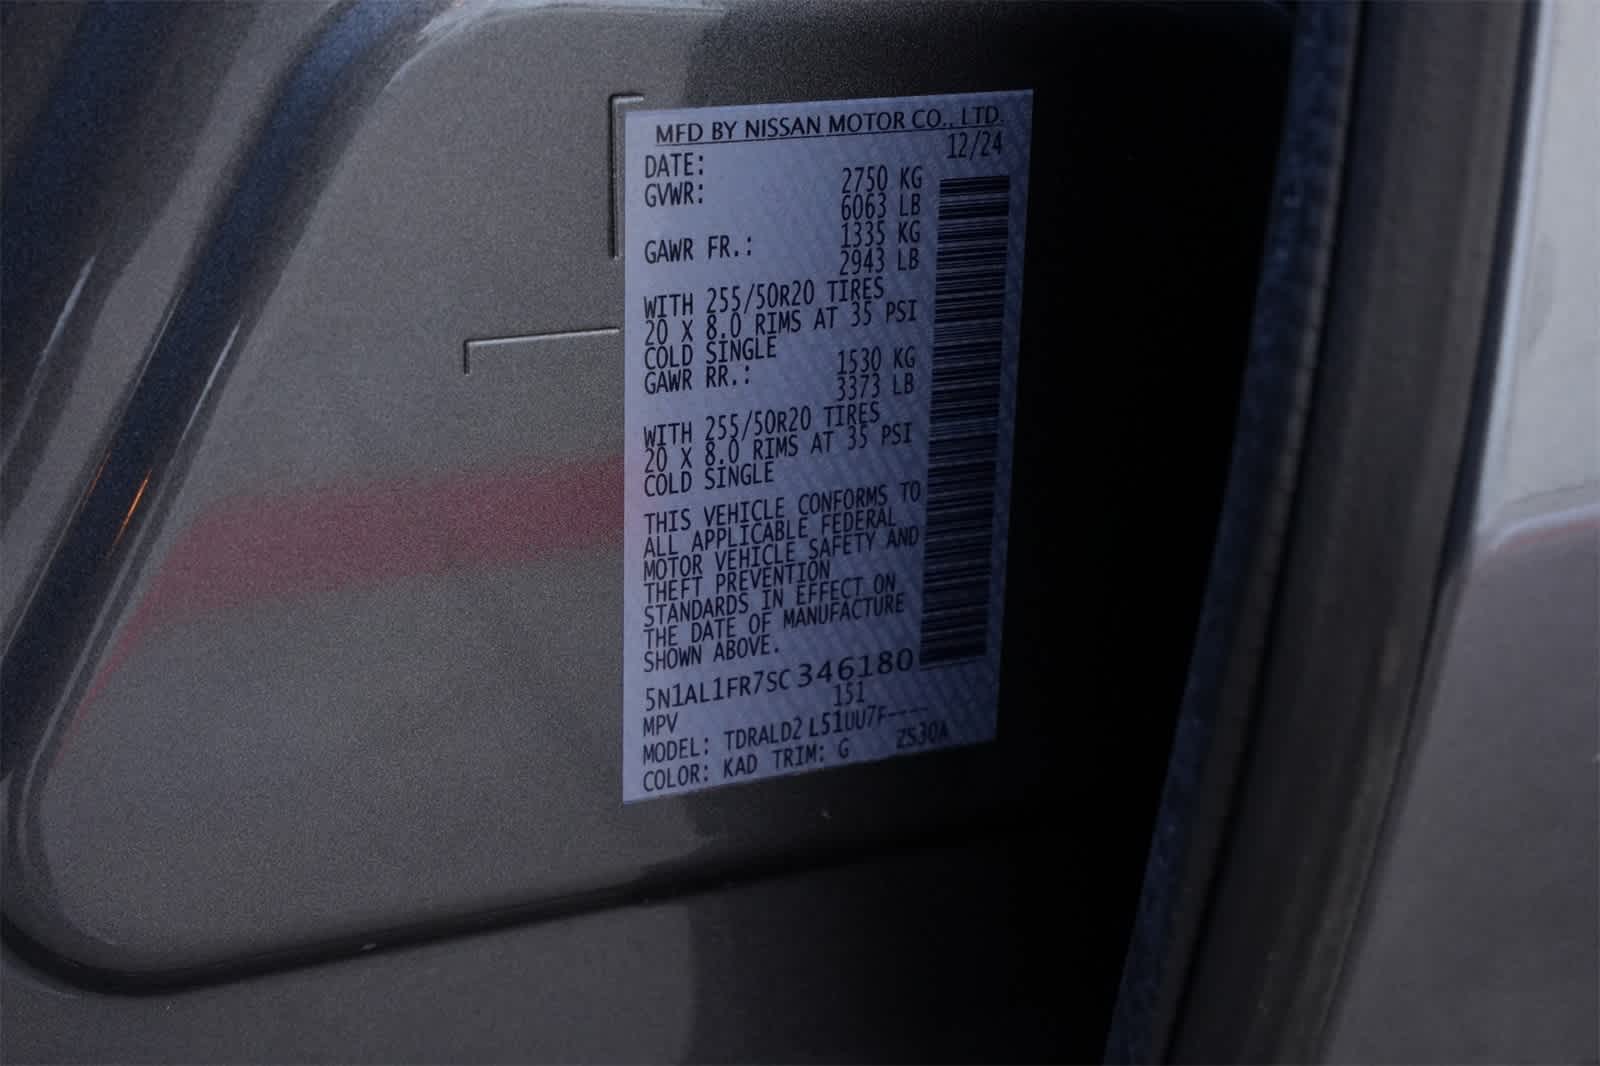 MFD BY NISSAN MOTOR CO., LTD.
DATE: 12/24
GVWR: 2750 KG
6063 LB
GAWR FR.: 1335 KG
2943 LB
WITH 255/50R20 TIRES
20 X 8.0 RIMS AT 35 PSI
COLD SINGLE
GAWR RR.: 1530 KG
3373 LB
WITH 255/50R20 TIRES
20 X 8.0 RIMS AT 35 PSI
COLD SINGLE
THIS VEHICLE CONFORMS TO
ALL APPLICABLE FEDERAL
MOTOR VEHICLE SAFETY AND
THEFT PREVENTION
STANDARDS IN EFFECT ON
THE DATE OF MANUFACTURE
SHOWN ABOVE.
5N1AL1FR7SC346180
MPV 151
MODEL: TDRALD2 L51UU7F----
COLOR: KAD TRIM: G ZS30A